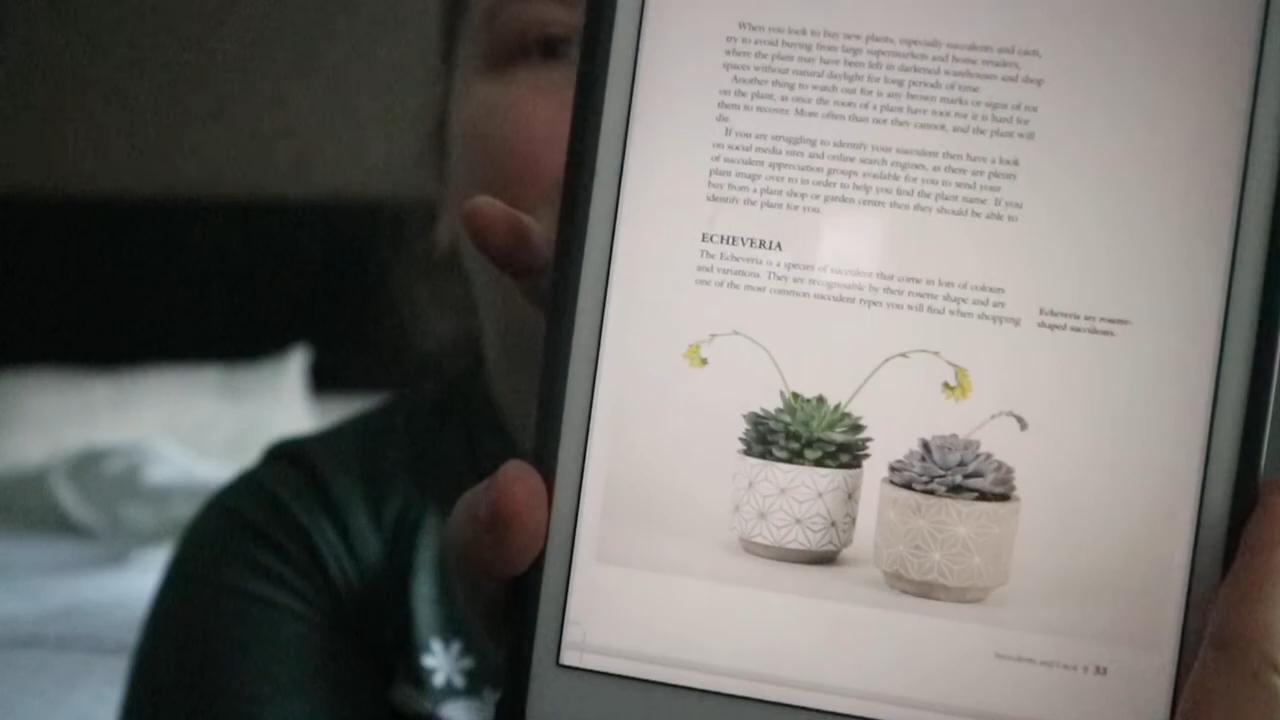 When you look to buy new plants, especially succulents and cacti,
try to avoid buying from large supermarkets and home retailers,
where the plant may have been left in darkened warehouses and shop
spaces without natural daylight for long periods of time.
Another thing to watch out for is any brown marks or signs of rot
on the plant, as once the roots of a plant have root rot it is hard for
them to recover. More often than not they cannot, and the plant will
die.
If you are struggling to identify your succulent then have a look
on social media sites and online search engines, as there are plenty
of succulent appreciation groups available for you to send your
plant image over to in order to help you find the plant name. If you
buy from a plant shop or garden centre then they should be able to
identify the plant for you.
ECHEVERIA
The Echeveria is a species of succulent that come in lots of colours
and variations. They are recognisable by their rosette shape and are
one of the most common succulent types you will find when shopping
Echeveria are rosette-
shaped succulents.
Succulents and Cacti 33